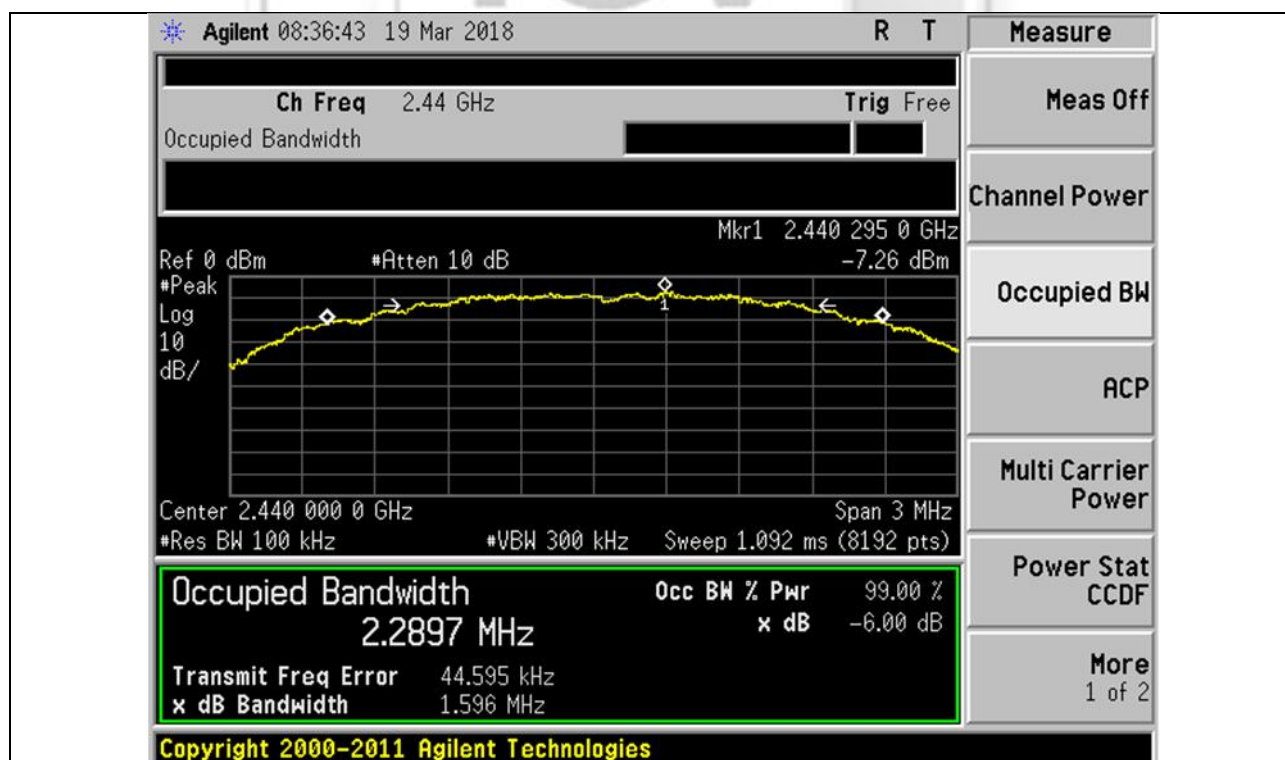 Agilent 08:36:43 19 Mar 2018 R T Measure
Ch Freq 2.44 GHz Trig Free
Occupied Bandwidth
Meas Off
Channel Power
Mkr1 2.440 295 0 GHz
Ref 0 dBm #Atten 10 dB -7.26 dBm
#Peak
Log
10
dB/
1
Occupied BW
ACP
Center 2.440 000 0 GHz Span 3 MHz
#Res BW 100 kHz #VBW 300 kHz Sweep 1.092 ms (8192 pts)
Multi Carrier
Power
Occupied Bandwidth Occ BW % Pwr 99.00 %
2.2897 MHz x dB -6.00 dB
Transmit Freq Error 44.595 kHz
x dB Bandwidth 1.596 MHz
Power Stat
CCDF
More
1 of 2
Copyright 2000-2011 Agilent Technologies